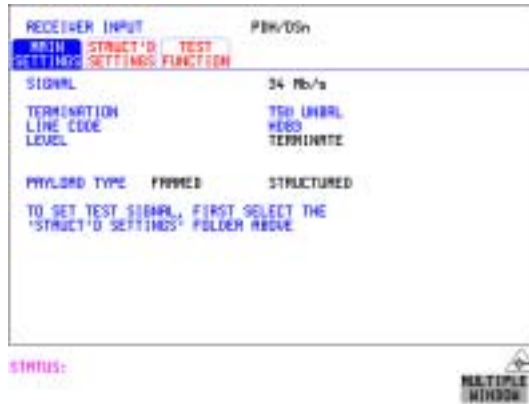 RECEIVER INPUT PDH/DSn
MAIN SETTINGS STRUCT'D SETTINGS TEST FUNCTION
SIGNAL 34 Mb/s
TERMINATION 75Ω UNBAL
LINE CODE HDB3
LEVEL TERMINATE
PAYLOAD TYPE FRAMED STRUCTURED
TO SET TEST SIGNAL, FIRST SELECT THE
"STRUCT'D SETTINGS" FOLDER ABOVE
STATUS:
MULTIPLE
WINDOW